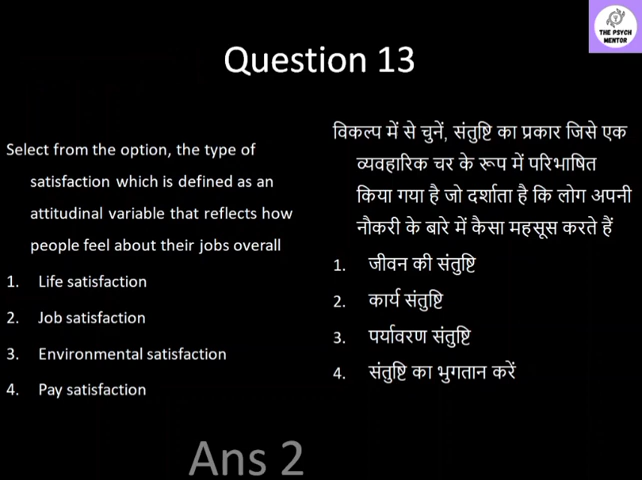 THE PSYCH
MENTOR
Question 13
Select from the option, the type of
satisfaction which is defined as an
attitudinal variable that reflects how
people feel about their jobs overall
1. Life satisfaction
2. Job satisfaction
3. Environmental satisfaction
4. Pay satisfaction
विकल्प में से चुनें, संतुष्टि का प्रकार जिसे एक
व्यवहारिक चर के रूप में परिभाषित
किया गया है जो दर्शाता है कि लोग अपनी
नौकरी के बारे में कैसा महसूस करते हैं
1. जीवन की संतुष्टि
2. कार्य संतुष्टि
3. पर्यावरण संतुष्टि
4. संतुष्टि का भुगतान करें
Ans 2